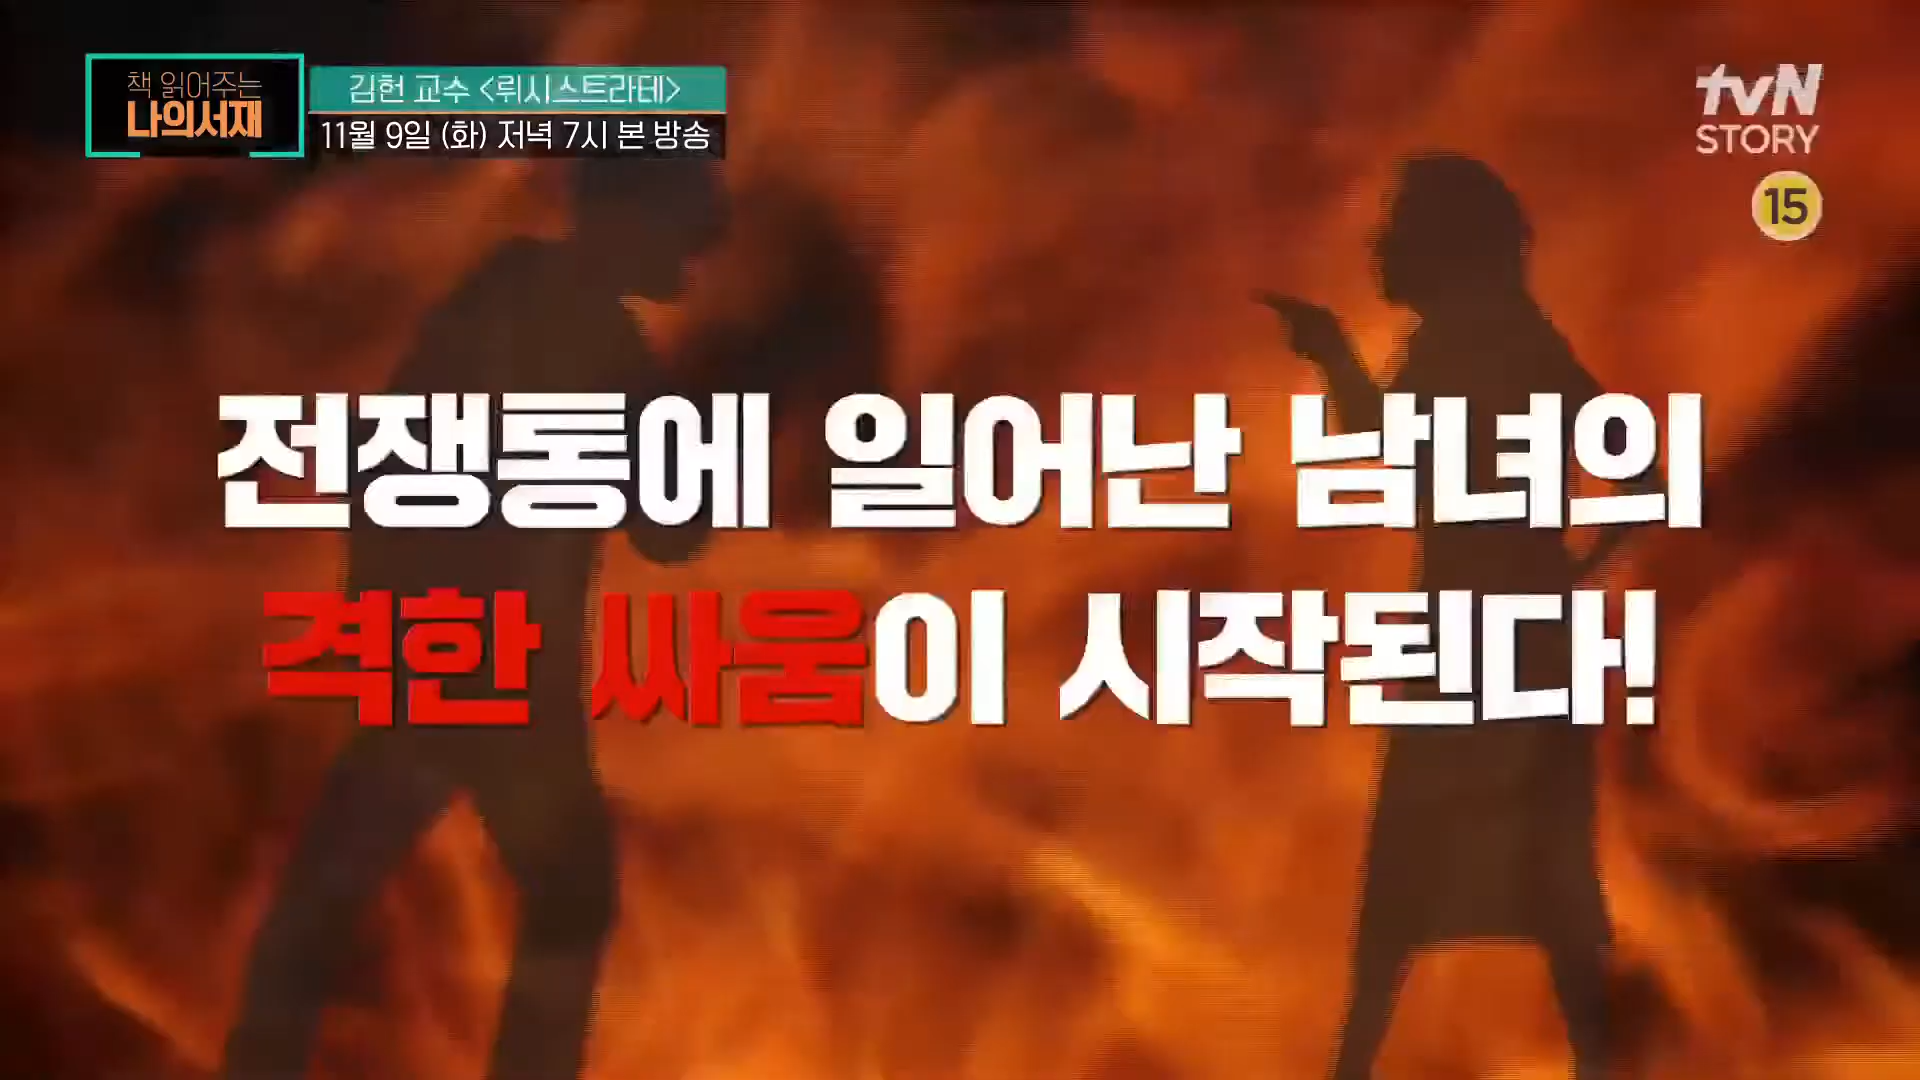 책 읽어주는
나의서재
김헌 교수 <뤼시스트라테>
11월 9일 (화) 저녁 7시 본 방송
tvN
STORY
15
전쟁통에 일어난 남녀의
격한 싸움이 시작된다!